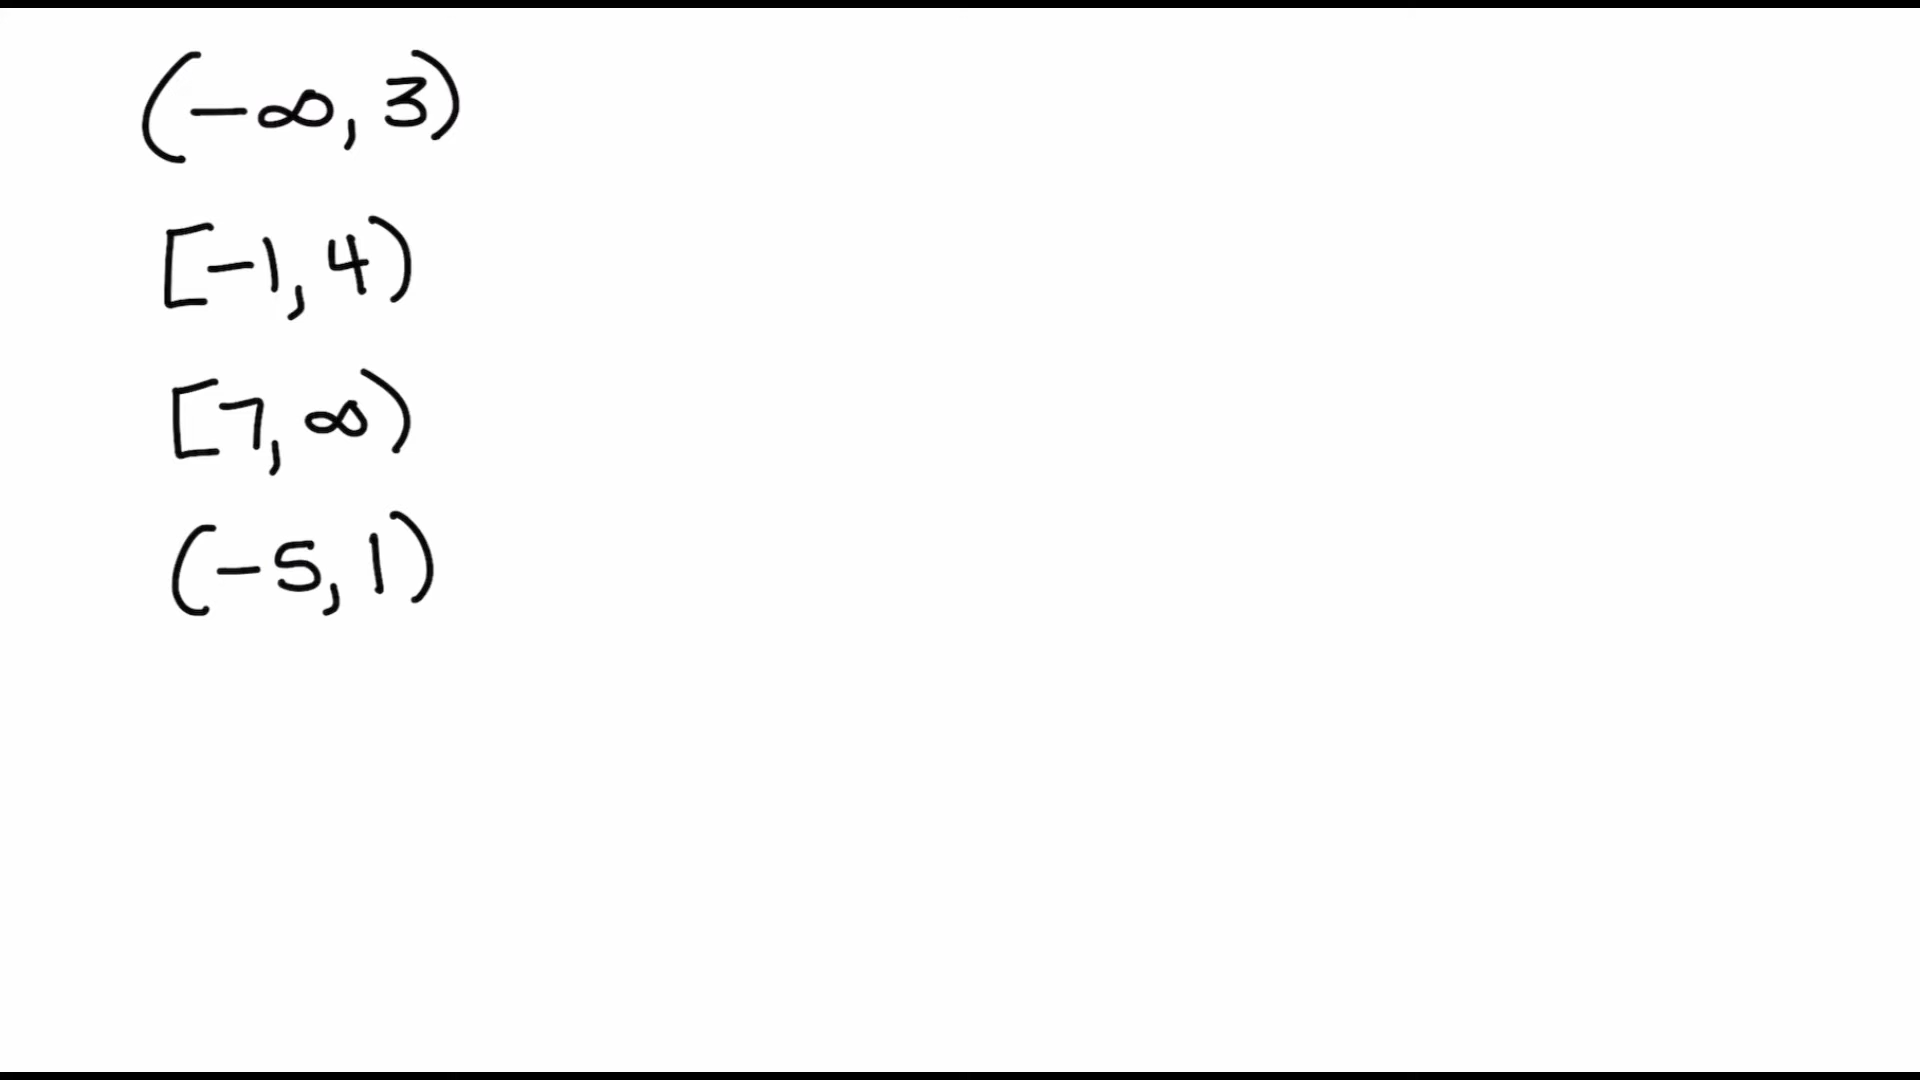 (-∞, 3)
[-1, 4)
[7, ∞)
(-5, 1)